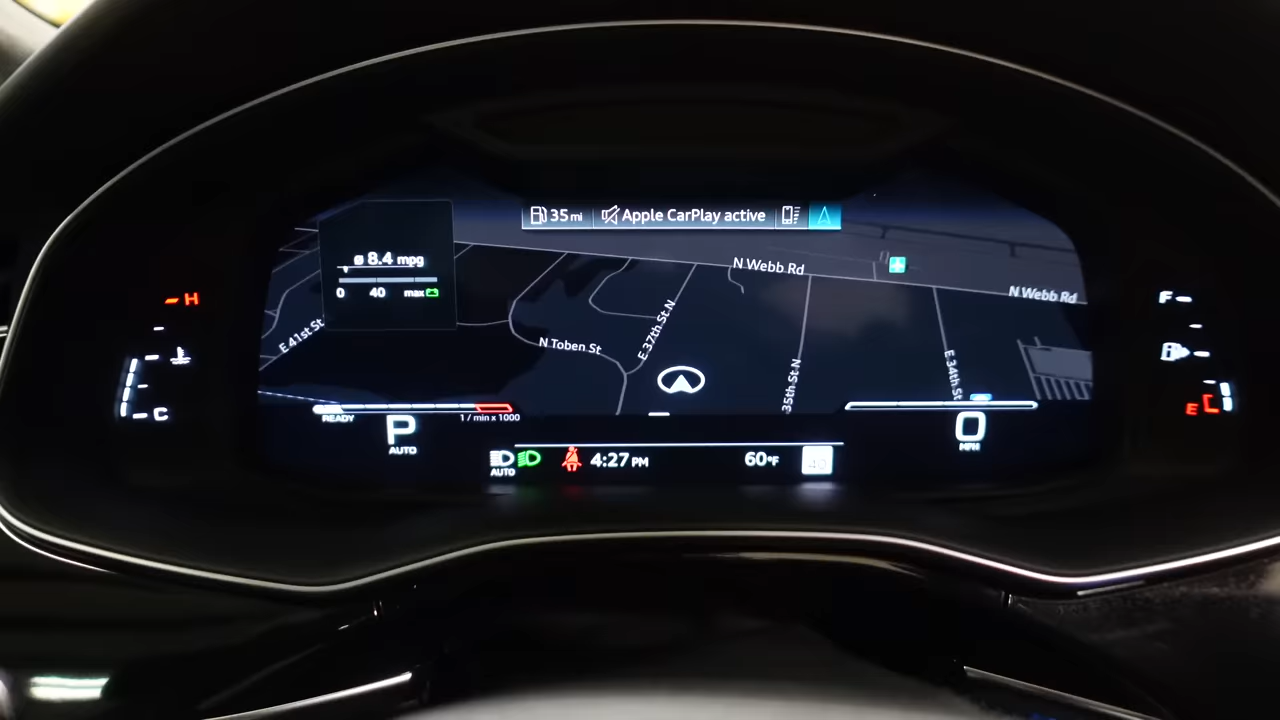 35 mi
Apple CarPlay active
ø 8.4 mpg
0 40 max
N Webb Rd
N Webb Rd
E 41st St
N Toben St
E 37th St N
35th St N
E 34th St
H
C
F
E
READY
1 / min x 1000
P
AUTO
0
MPH
AUTO
4:27 PM
60°F
40